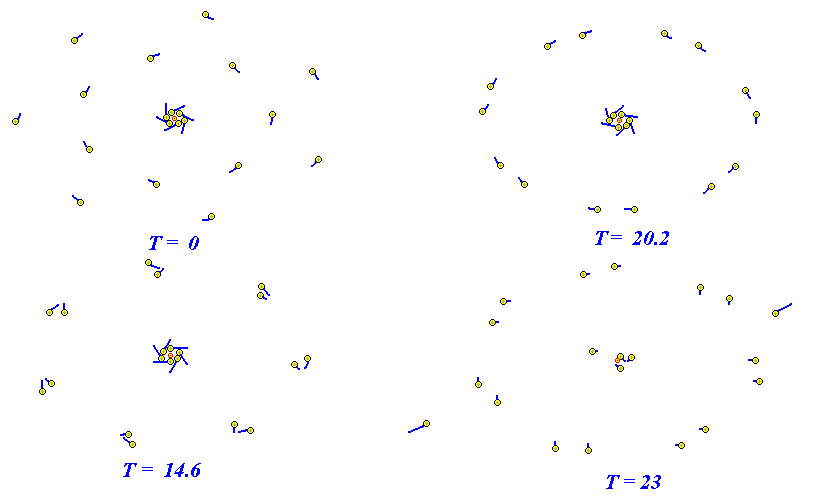 T = 0
T = 20.2
T = 14.6
T = 23